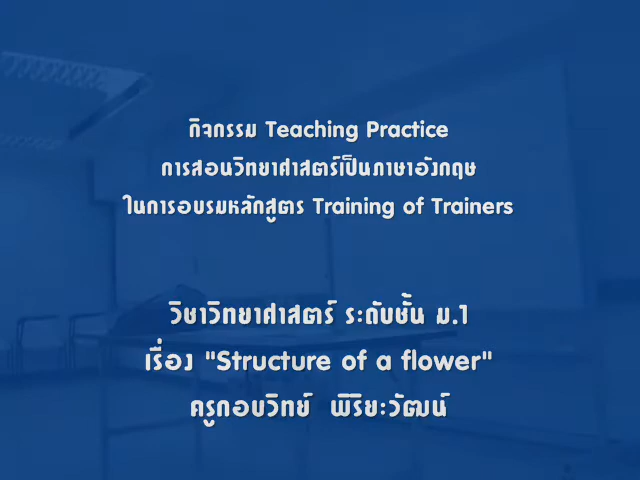 กิจกรรม Teaching Practice
การสอนวิทยาศาสตร์เป็นภาษาอังกฤษ
ในการอบรมหลักสูตร Training of Trainers
วิชาวิทยาศาสตร์ ระดับชั้น ม.1
เรื่อง "Structure of a flower"
ครูกอบวิทย์ พิริยะวัฒน์